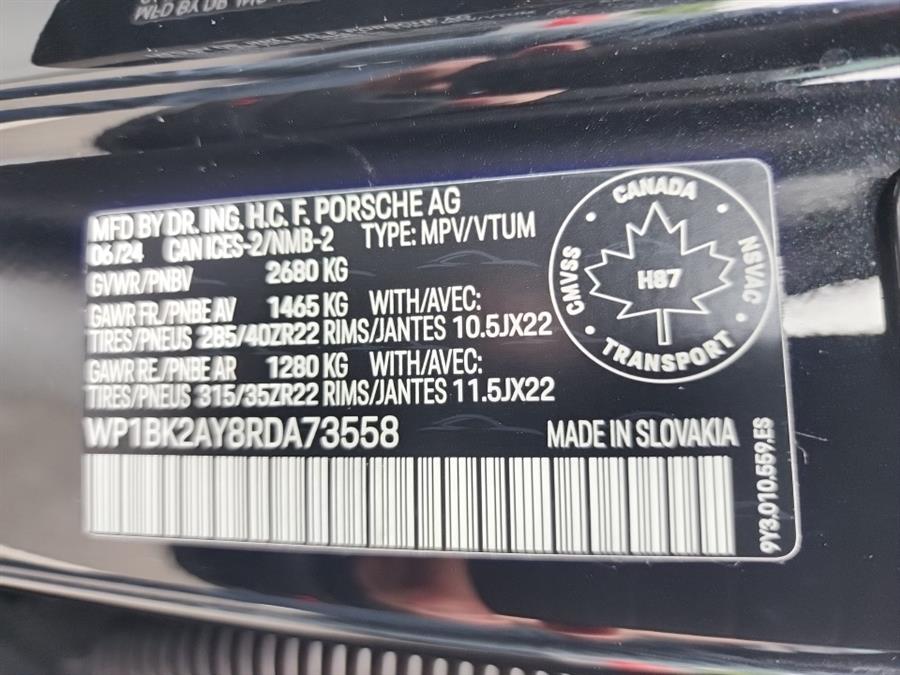 MFD BY DR. ING. H.C. F. PORSCHE AG
06/24 CAN ICES-2/NMB-2 TYPE: MPV/VTUM
GVWR/PNBV 2680 KG
GAWR FR./PNBE AV 1465 KG WITH/AVEC:
TIRES/PNEUS 285/40ZR22 RIMS/JANTES 10.5JX22
GAWR RE./PNBE AR 1280 KG WITH/AVEC:
TIRES/PNEUS 315/35ZR22 RIMS/JANTES 11.5JX22
WP1BK2AY8RDA73558 MADE IN SLOVAKIA
CANADA
CMVSS
H87
NSVAC
TRANSPORT
9Y3.010.559.ES